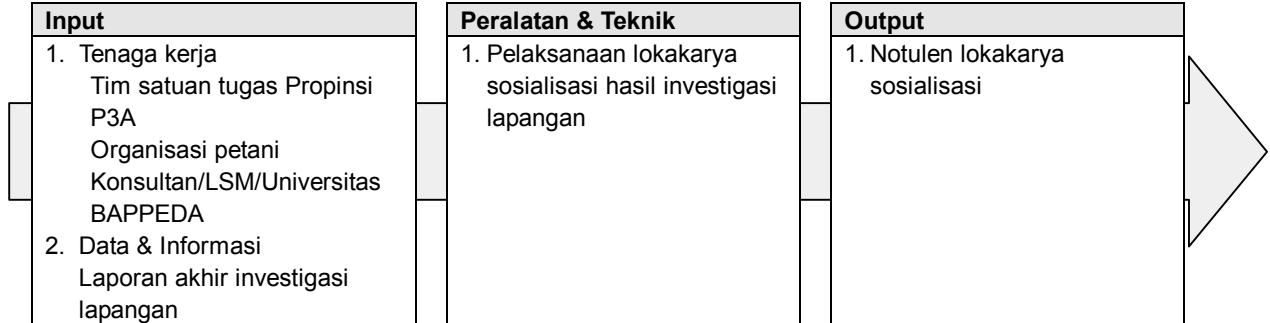 Input
1. Tenaga kerja
Tim satuan tugas Propinsi
P3A
Organisasi petani
Konsultan/LSM/Universitas
BAPPEDA
2. Data & Informasi
Laporan akhir investigasi
lapangan
Peralatan & Teknik
1. Pelaksanaan lokakarya
sosialisasi hasil investigasi
lapangan
Output
1. Notulen lokakarya
sosialisasi